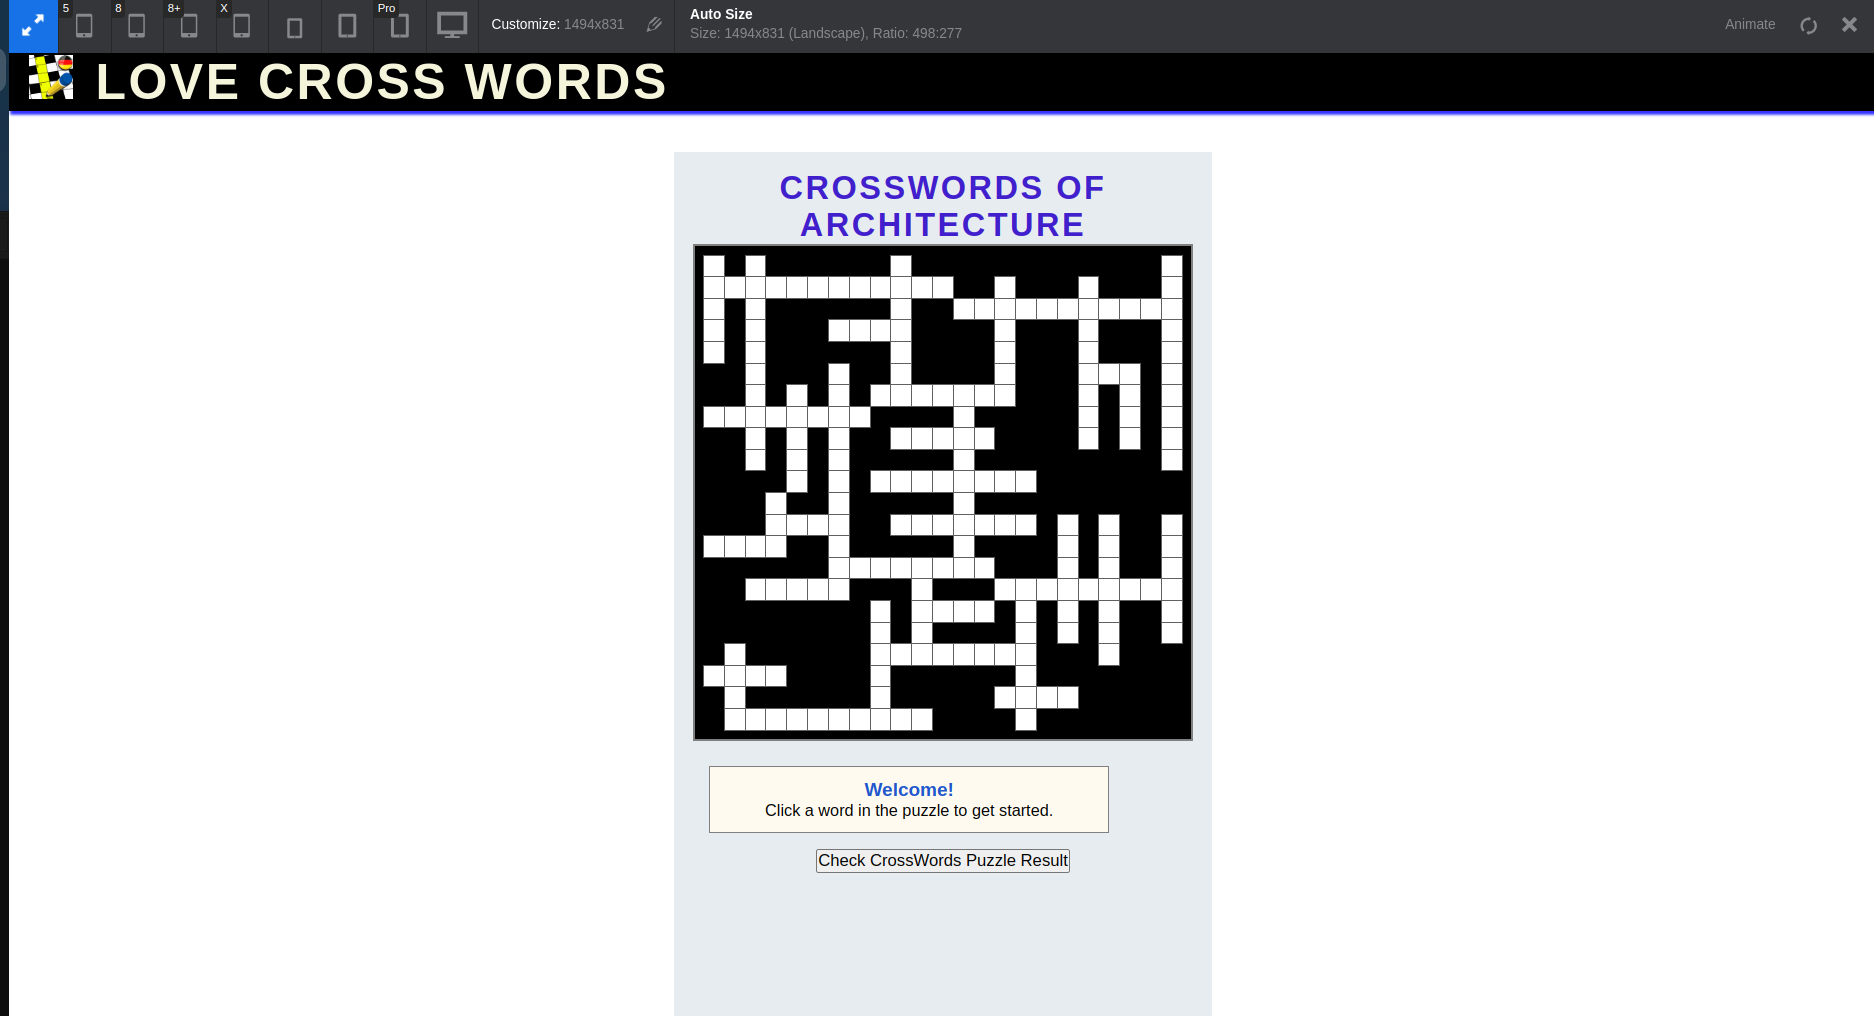 5
8
8+
X
Pro
Customize: 1494x831
Auto Size
Size: 1494x831 (Landscape), Ratio: 498:277
Animate
LOVE CROSS WORDS
CROSSWORDS OF
ARCHITECTURE
Welcome!
Click a word in the puzzle to get started.
Check CrossWords Puzzle Result